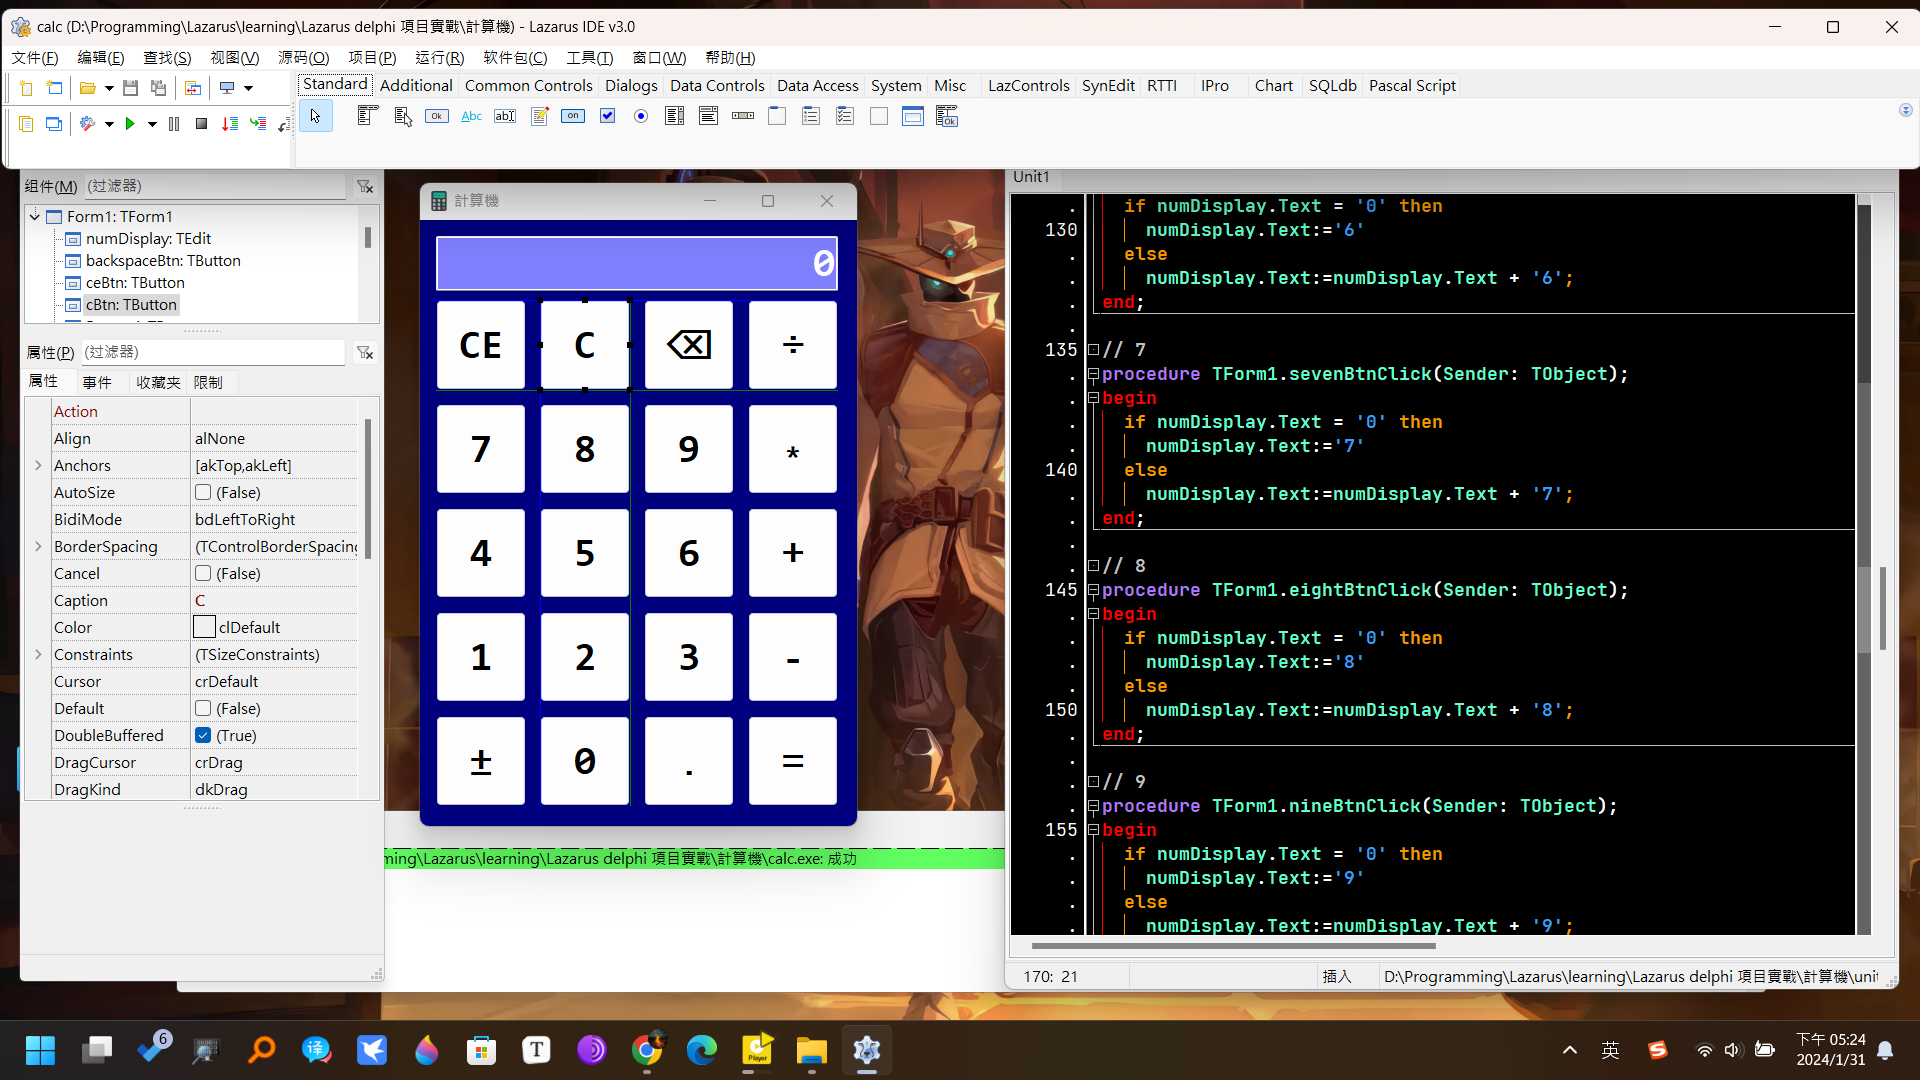 calc (D:\Programming\Lazarus\learning\Lazarus delphi 項目實戰\計算機) - Lazarus IDE v3.0
文件(F) 编辑(E) 查找(S) 视图(V) 源码(O) 项目(P) 运行(R) 软件包(C) 工具(T) 窗口(W) 帮助(H)
Standard Additional Common Controls Dialogs Data Controls Data Access System Misc LazControls SynEdit RTTI IPro Chart SQLdb Pascal Script
Ok Abc abI on Ok
组件(M) (过滤器)
Form1: TForm1
numDisplay: TEdit
backspaceBtn: TButton
ceBtn: TButton
cBtn: TButton
属性(P) (过滤器)
属性 事件 收藏夹 限制
Action
Align alNone
Anchors [akTop,akLeft]
AutoSize (False)
BidiMode bdLeftToRight
BorderSpacing (TControlBorderSpacing
Cancel (False)
Caption C
Color clDefault
Constraints (TSizeConstraints)
Cursor crDefault
Default (False)
DoubleBuffered (True)
DragCursor crDrag
DragKind dkDrag
計算機
0
CE C ⌫ ÷
7 8 9 *
4 5 6 +
1 2 3 -
± 0 . =
ming\Lazarus\learning\Lazarus delphi 項目實戰\計算機\calc.exe: 成功
Unit1
. if numDisplay.Text = '0' then
130 numDisplay.Text:='6'
. else
. numDisplay.Text:=numDisplay.Text + '6';
. end;
.
135 // 7
. procedure TForm1.sevenBtnClick(Sender: TObject);
. begin
. if numDisplay.Text = '0' then
. numDisplay.Text:='7'
140 else
. numDisplay.Text:=numDisplay.Text + '7';
. end;
.
. // 8
145 procedure TForm1.eightBtnClick(Sender: TObject);
. begin
. if numDisplay.Text = '0' then
. numDisplay.Text:='8'
. else
150 numDisplay.Text:=numDisplay.Text + '8';
. end;
.
. // 9
. procedure TForm1.nineBtnClick(Sender: TObject);
155 begin
. if numDisplay.Text = '0' then
. numDisplay.Text:='9'
. else
. numDisplay.Text:=numDisplay.Text + '9';
170: 21 插入 D:\Programming\Lazarus\learning\Lazarus delphi 項目實戰\計算機\unit
6
译
T
Player
英
S
下午 05:24
2024/1/31